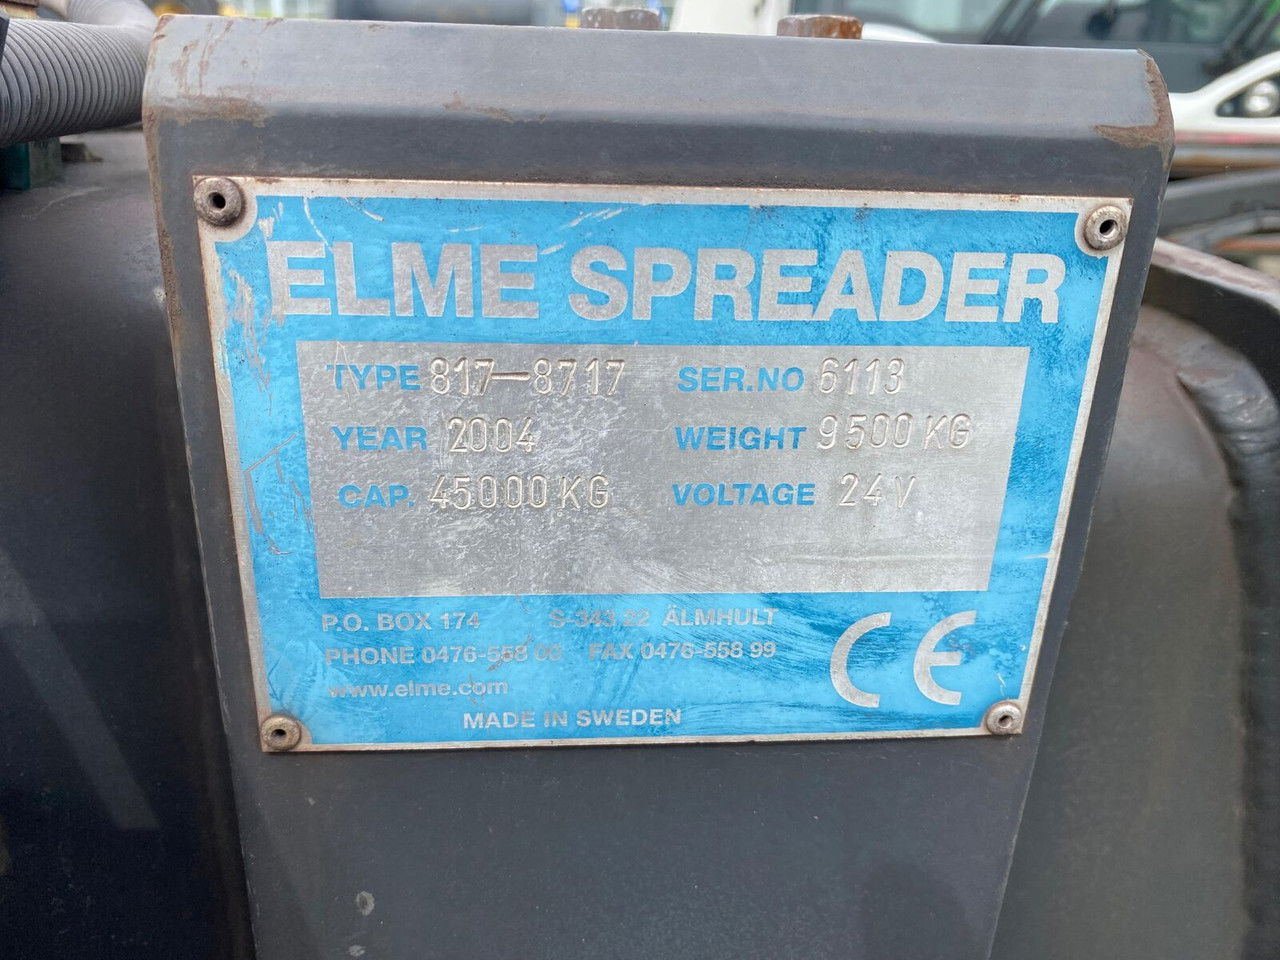 ELME SPREADER
TYPE 817-8717 SER.NO 6113
YEAR 2004 WEIGHT 9500 KG
CAP. 45000 KG VOLTAGE 24 V
P.O. BOX 174 S-343 22 ÄLMHULT
PHONE 0476-558 00 FAX 0476-558 99
www.elme.com
MADE IN SWEDEN
CE